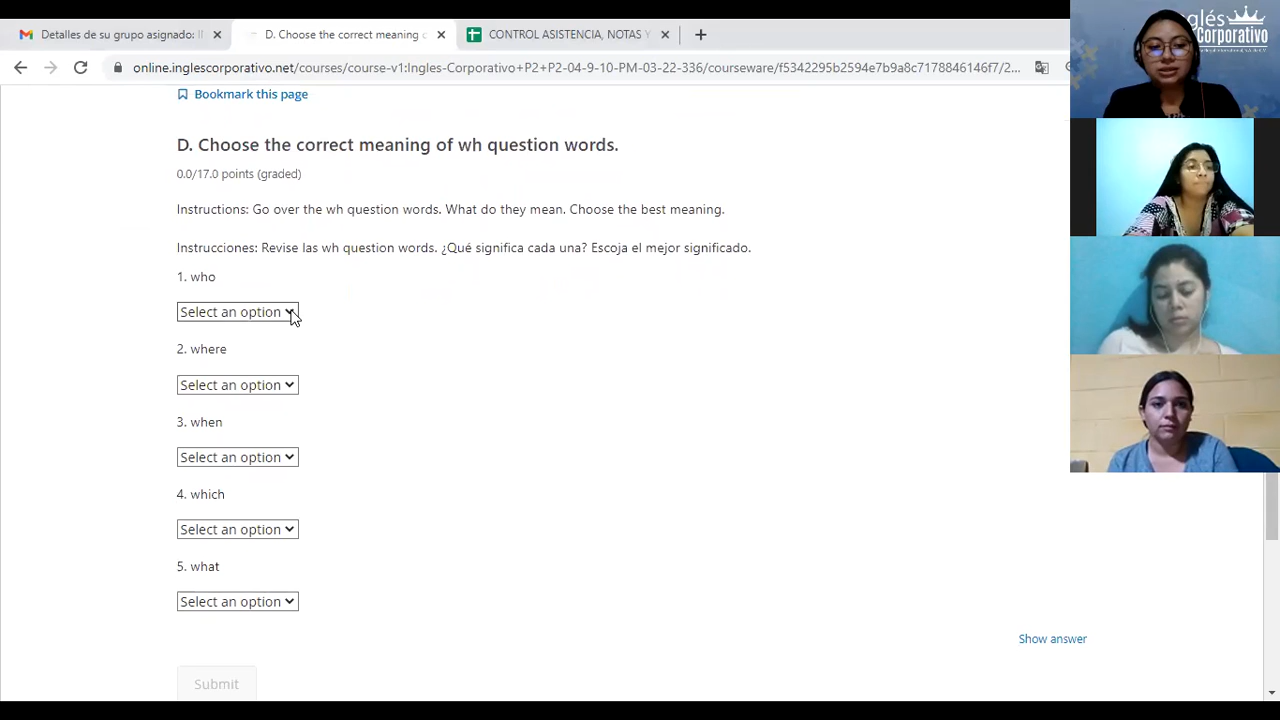 Detalles de su grupo asignado: I
D. Choose the correct meaning
CONTROL ASISTENCIA, NOTAS Y
online.inglescorporativo.net/courses/course-v1:Ingles-Corporativo+P2+P2-04-9-10-PM-03-22-336/courseware/f5342295b2594e7b9a8c7178846146f7/2...
Bookmark this page
D. Choose the correct meaning of wh question words.
0.0/17.0 points (graded)
Instructions: Go over the wh question words. What do they mean. Choose the best meaning.
Instrucciones: Revise las wh question words. ¿Qué significa cada una? Escoja el mejor significado.
1. who
Select an option
2. where
Select an option
3. when
Select an option
4. which
Select an option
5. what
Select an option
Show answer
Submit